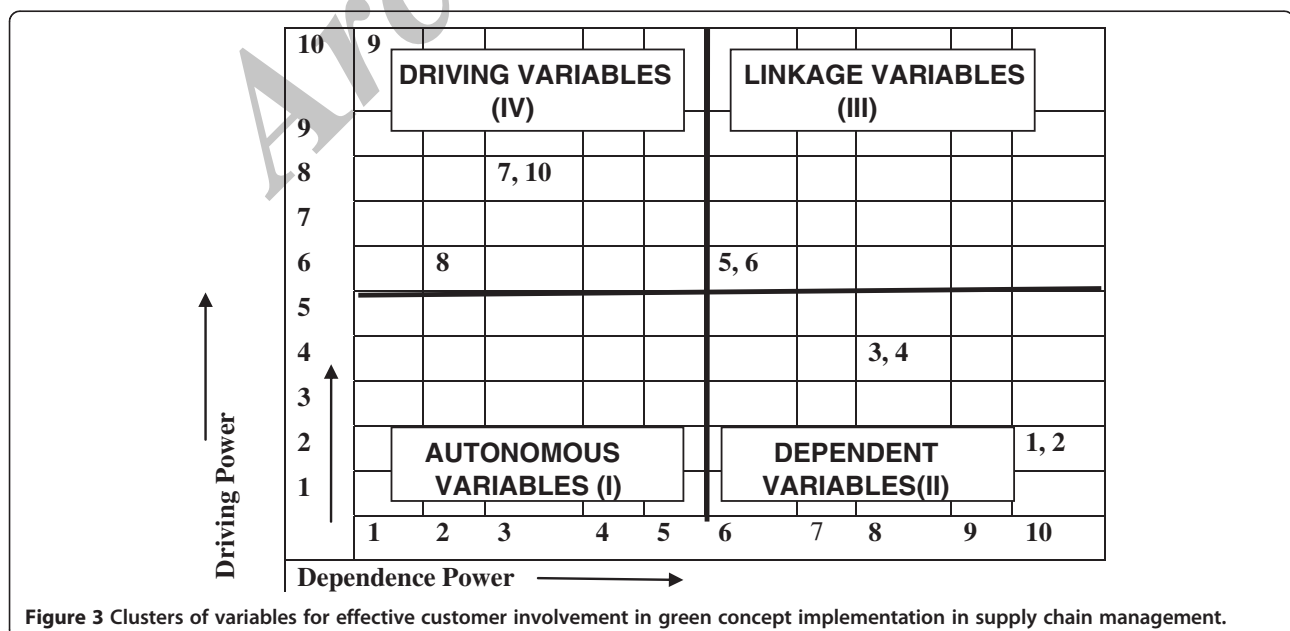 Arc
10 9
DRIVING VARIABLES
(IV)
LINKAGE VARIABLES
(III)
9
8 7, 10
7
6 8 5, 6
5
4 3, 4
3
2 1, 2
AUTONOMOUS
VARIABLES (I)
DEPENDENT
VARIABLES(II)
1
1 2 3 4 5 6 7 8 9 10
Driving Power
Dependence Power
Figure 3 Clusters of variables for effective customer involvement in green concept implementation in supply chain management.